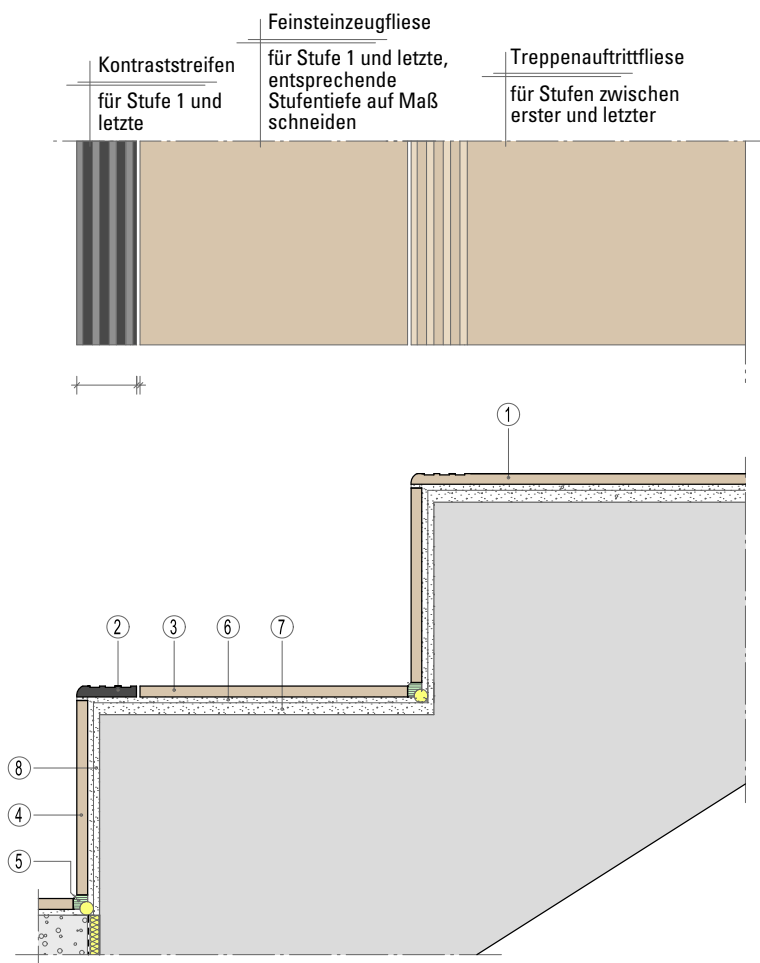 Kontraststreifen
für Stufe 1 und
letzte
Feinsteinzeugfliese
für Stufe 1 und letzte,
entsprechende
Stufentiefe auf Maß
schneiden
Treppenauftrittfliese
für Stufen zwischen
erster und letzter
1
2
3
6
7
8
4
5